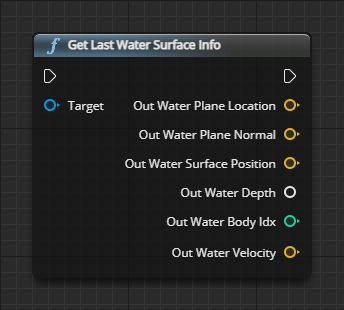 f Get Last Water Surface Info
Target Out Water Plane Location
Out Water Plane Normal
Out Water Surface Position
Out Water Depth
Out Water Body Idx
Out Water Velocity